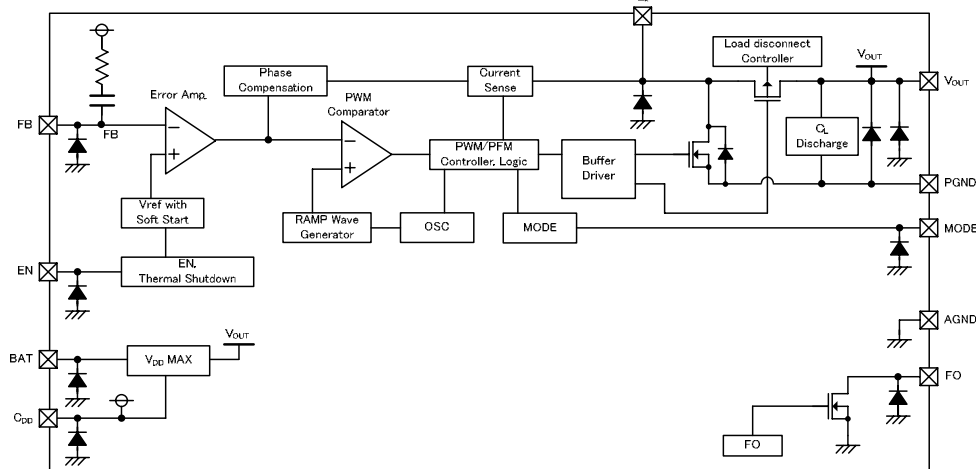 Load disconnect
Controller
Phase
Compensation
Current
Sense
VOUT
VOUT
Error Amp.
PWM
Comparator
FB
FB
PWM/PFM
Controller. Logic
Buffer
Driver
CL
Discharge
PGND
Vref with
Soft Start
RAMP Wave
Generator
OSC
MODE
MODE
EN
EN.
Thermal Shutdown
AGND
BAT
VDD MAX
VOUT
FO
CDD
FO